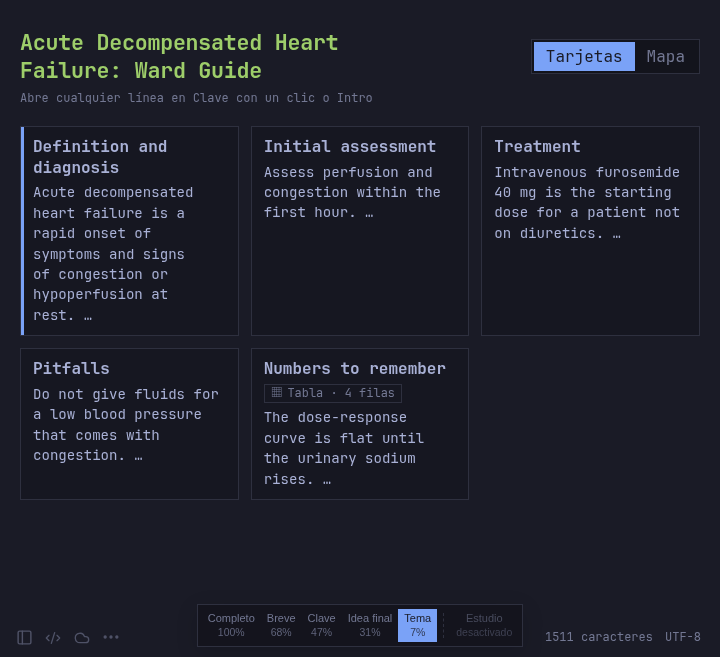 Acute Decompensated Heart
Failure: Ward Guide
Abre cualquier línea en Clave con un clic o Intro
Tarjetas
Mapa
Definition and
diagnosis
Acute decompensated
heart failure is a
rapid onset of
symptoms and signs
of congestion or
hypoperfusion at
rest. …
Initial assessment
Assess perfusion and
congestion within the
first hour. …
Treatment
Intravenous furosemide
40 mg is the starting
dose for a patient not
on diuretics. …
Pitfalls
Do not give fluids for
a low blood pressure
that comes with
congestion. …
Numbers to remember
Tabla · 4 filas
The dose-response
curve is flat until
the urinary sodium
rises. …
Completo
100%
Breve
68%
Clave
47%
Idea final
31%
Tema
7%
Estudio
desactivado
1511 caracteres
UTF-8